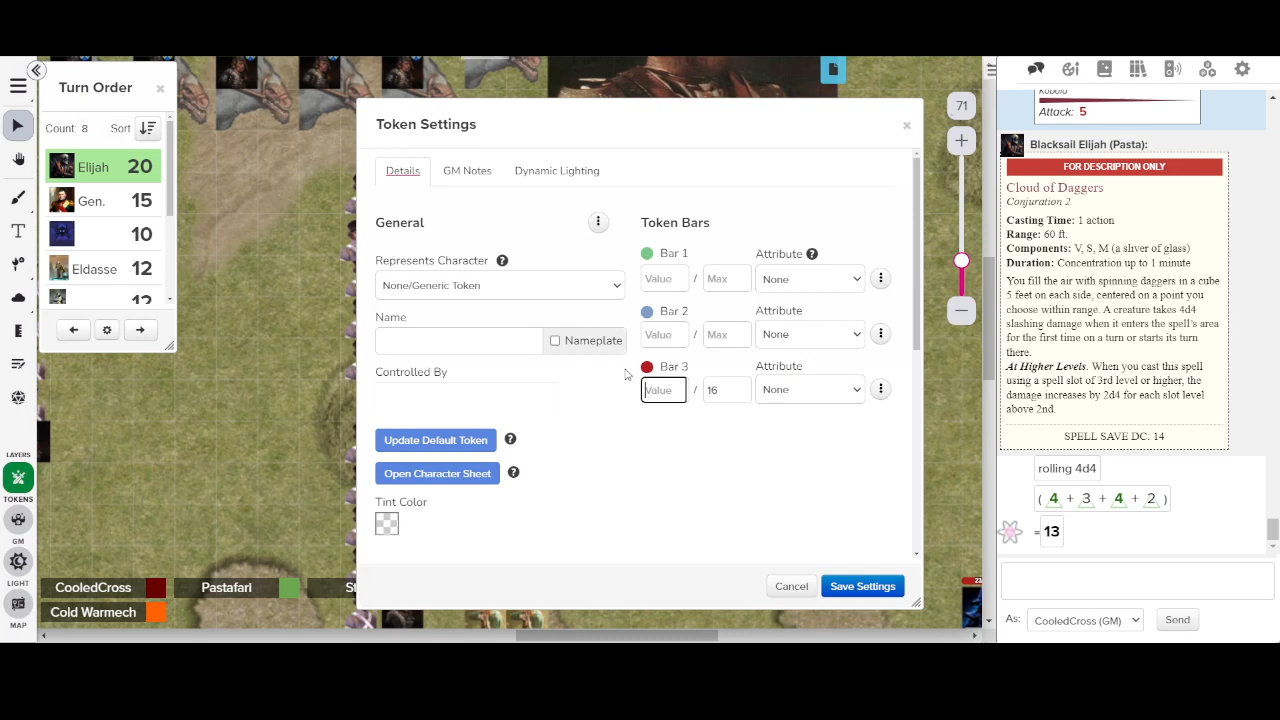 Turn Order
Count: 8 Sort
Elijah 20
Gen. 15
10
Eldasse 12
12
LAYERS
TOKENS
GM
LIGHT
MAP
CooledCross
Pastafari
St
Cold Warmech
Token Settings
Details GM Notes Dynamic Lighting
General
Represents Character
None/Generic Token
Name
Nameplate
Controlled By
Update Default Token
Open Character Sheet
Tint Color
Token Bars
Bar 1 Attribute
Value / Max None
Bar 2 Attribute
Value / Max None
Bar 3 Attribute
Value / 16 None
Cancel Save Settings
71
23
Kobold
Attack: 5
Blacksail Elijah (Pasta):
FOR DESCRIPTION ONLY
Cloud of Daggers
Conjuration 2
Casting Time: 1 action
Range: 60 ft.
Components: V, S, M (a sliver of glass)
Duration: Concentration up to 1 minute
You fill the air with spinning daggers in a cube
5 feet on each side, centered on a point you
choose within range. A creature takes 4d4
slashing damage when it enters the spell's area
for the first time on a turn or starts its turn
there.
At Higher Levels. When you cast this spell
using a spell slot of 3rd level or higher, the
damage increases by 2d4 for each slot level
above 2nd.
SPELL SAVE DC: 14
rolling 4d4
( 4 + 3 + 4 + 2 )
= 13
As: CooledCross (GM) Send